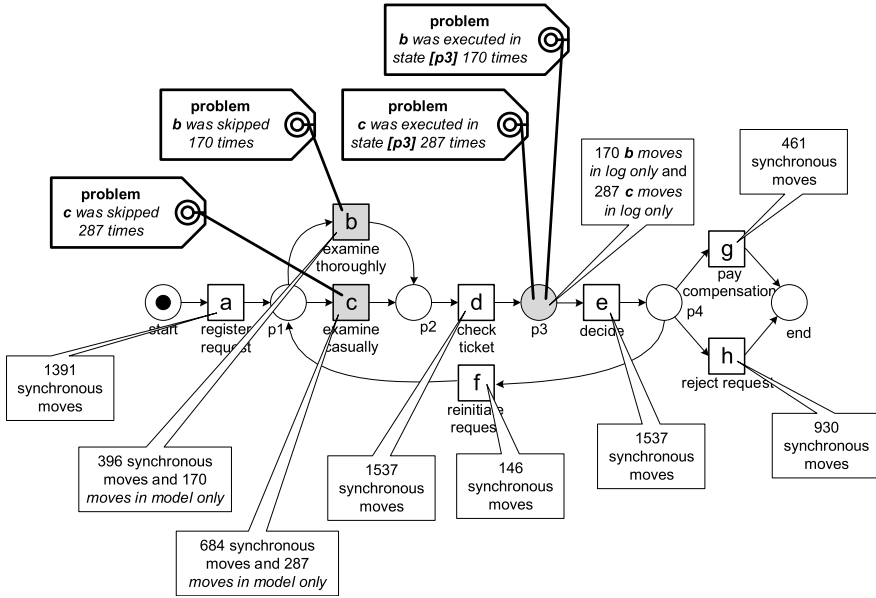 problem
b was executed in
state [p3] 170 times
problem
b was skipped
170 times
problem
c was executed in
state [p3] 287 times
problem
c was skipped
287 times
170 b moves
in log only and
287 c moves
in log only
461
synchronous
moves
b
examine
thoroughly
g
pay
compensation
start
a
register
request
p1
c
examine
casually
p2
d
check
ticket
p3
e
decide
p4
end
h
reject request
f
reinitiate
request
1391
synchronous
moves
396 synchronous
moves and 170
moves in model only
684 synchronous
moves and 287
moves in model only
1537
synchronous
moves
146
synchronous
moves
1537
synchronous
moves
930
synchronous
moves